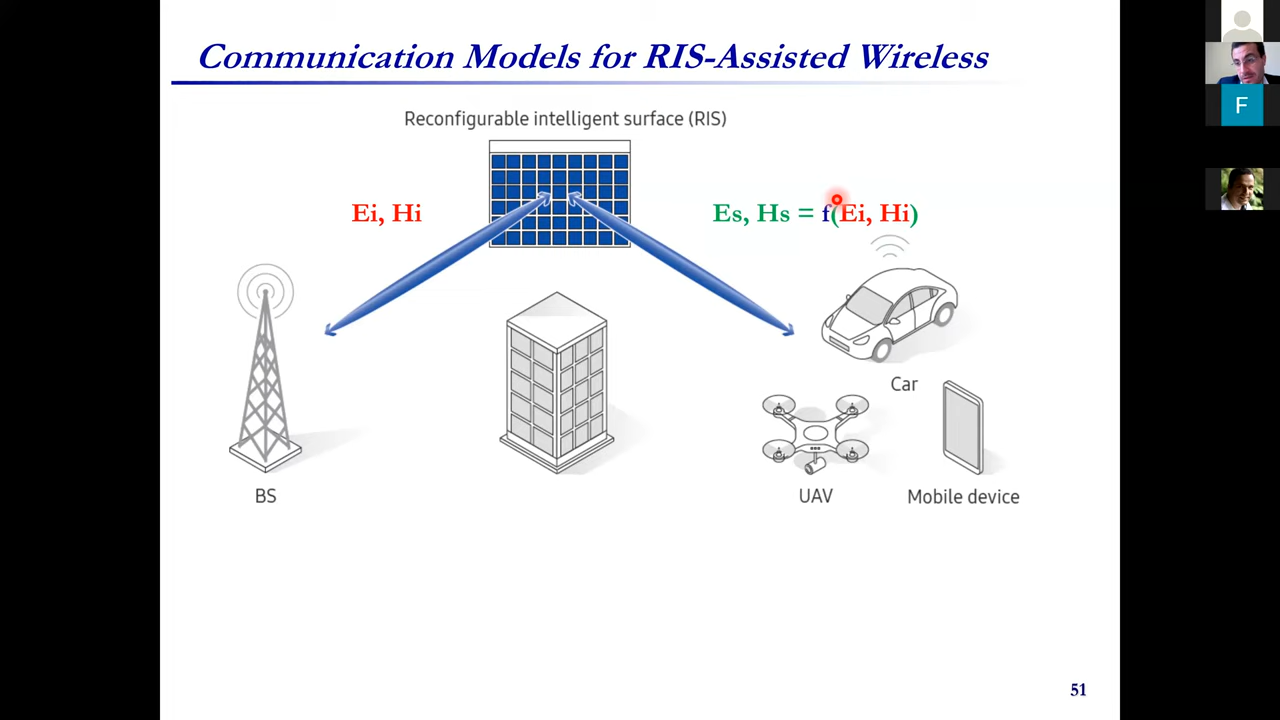 Communication Models for RIS-Assisted Wireless
Reconfigurable intelligent surface (RIS)
Ei, Hi
Es, Hs = f(Ei, Hi)
Car
BS
UAV
Mobile device
51
F